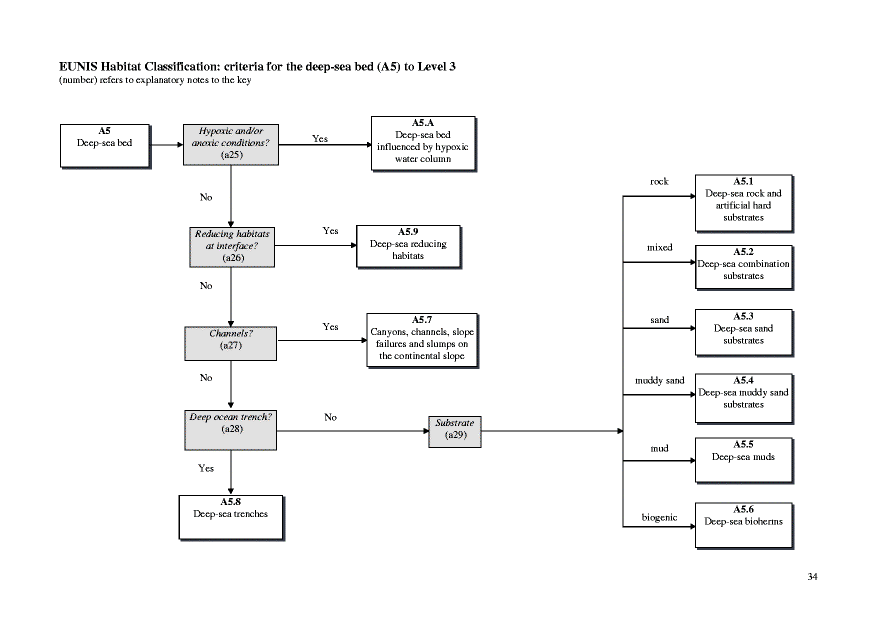 EUNIS Habitat Classification: criteria for the deep-sea bed (A5) to Level 3
(number) refers to explanatory notes to the key
A5
Deep-sea bed
Hypoxic and/or
anoxic conditions?
(a25)
Yes
A5.A
Deep-sea bed
influenced by hypoxic
water column
No
Reducing habitats
at interface?
(a26)
Yes
A5.9
Deep-sea reducing
habitats
No
Channels?
(a27)
Yes
A5.7
Canyons, channels, slope
failures and slumps on
the continental slope
No
Deep ocean trench?
(a28)
No
Substrate
(a29)
Yes
A5.8
Deep-sea trenches
rock
A5.1
Deep-sea rock and
artificial hard
substrates
mixed
A5.2
Deep-sea combination
substrates
sand
A5.3
Deep-sea sand
substrates
muddy sand
A5.4
Deep-sea muddy sand
substrates
mud
A5.5
Deep-sea muds
biogenic
A5.6
Deep-sea bioherms
34